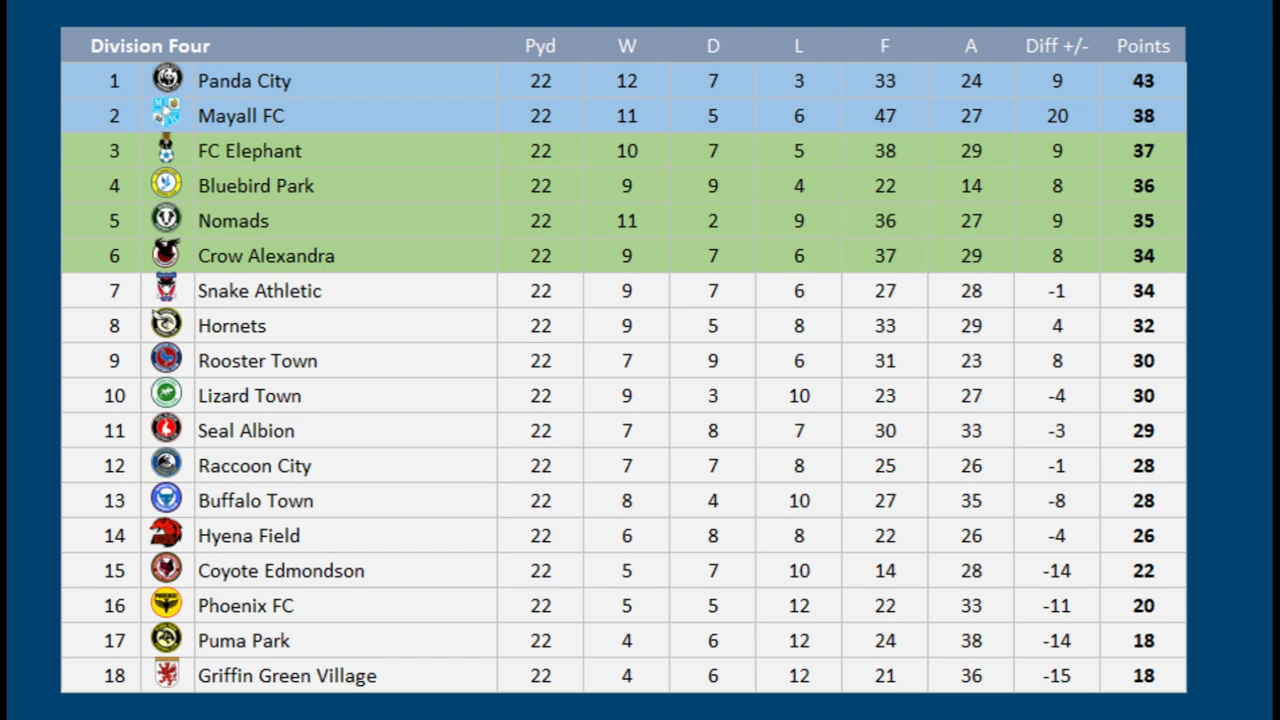 Division Four Pyd W D L F A Diff +/- Points
1 Panda City 22 12 7 3 33 24 9 43
2 Mayall FC 22 11 5 6 47 27 20 38
3 FC Elephant 22 10 7 5 38 29 9 37
4 Bluebird Park 22 9 9 4 22 14 8 36
5 Nomads 22 11 2 9 36 27 9 35
6 Crow Alexandra 22 9 7 6 37 29 8 34
7 Snake Athletic 22 9 7 6 27 28 -1 34
8 Hornets 22 9 5 8 33 29 4 32
9 Rooster Town 22 7 9 6 31 23 8 30
10 Lizard Town 22 9 3 10 23 27 -4 30
11 Seal Albion 22 7 8 7 30 33 -3 29
12 Raccoon City 22 7 7 8 25 26 -1 28
13 Buffalo Town 22 8 4 10 27 35 -8 28
14 Hyena Field 22 6 8 8 22 26 -4 26
15 Coyote Edmondson 22 5 7 10 14 28 -14 22
16 Phoenix FC 22 5 5 12 22 33 -11 20
17 Puma Park 22 4 6 12 24 38 -14 18
18 Griffin Green Village 22 4 6 12 21 36 -15 18